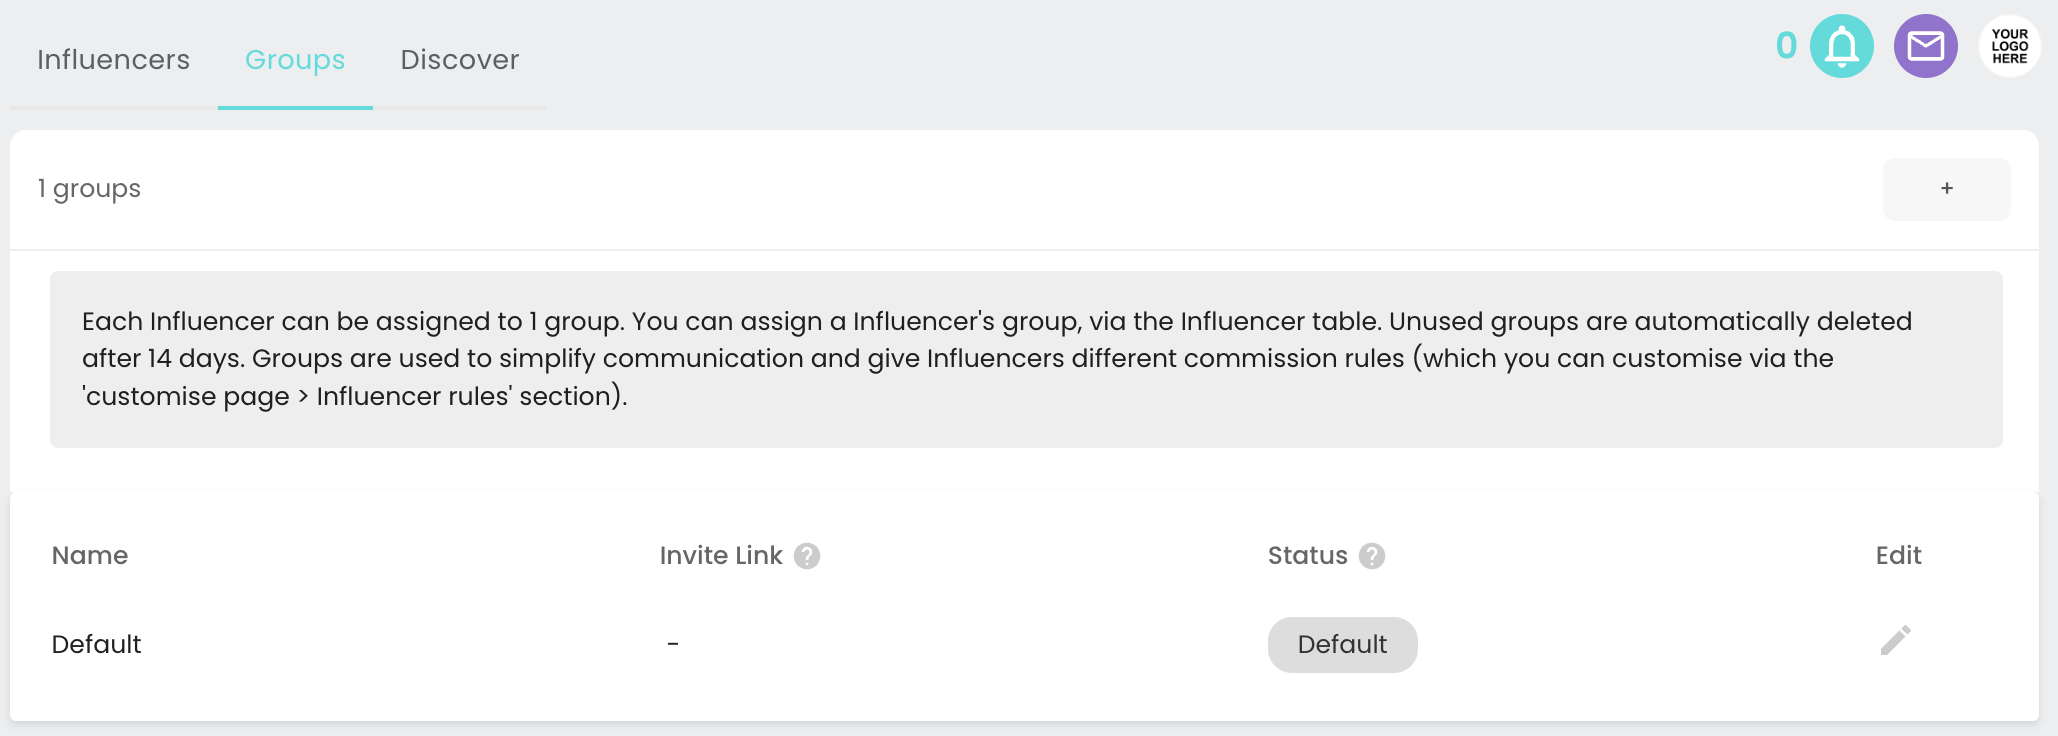 Influencers Groups Discover 0 YOUR
LOGO
HERE
1 groups +
Each Influencer can be assigned to 1 group. You can assign a Influencer's group, via the Influencer table. Unused groups are automatically deleted
after 14 days. Groups are used to simplify communication and give Influencers different commission rules (which you can customise via the
'customise page > Influencer rules' section).
Name Invite Link ? Status ? Edit
Default - Default